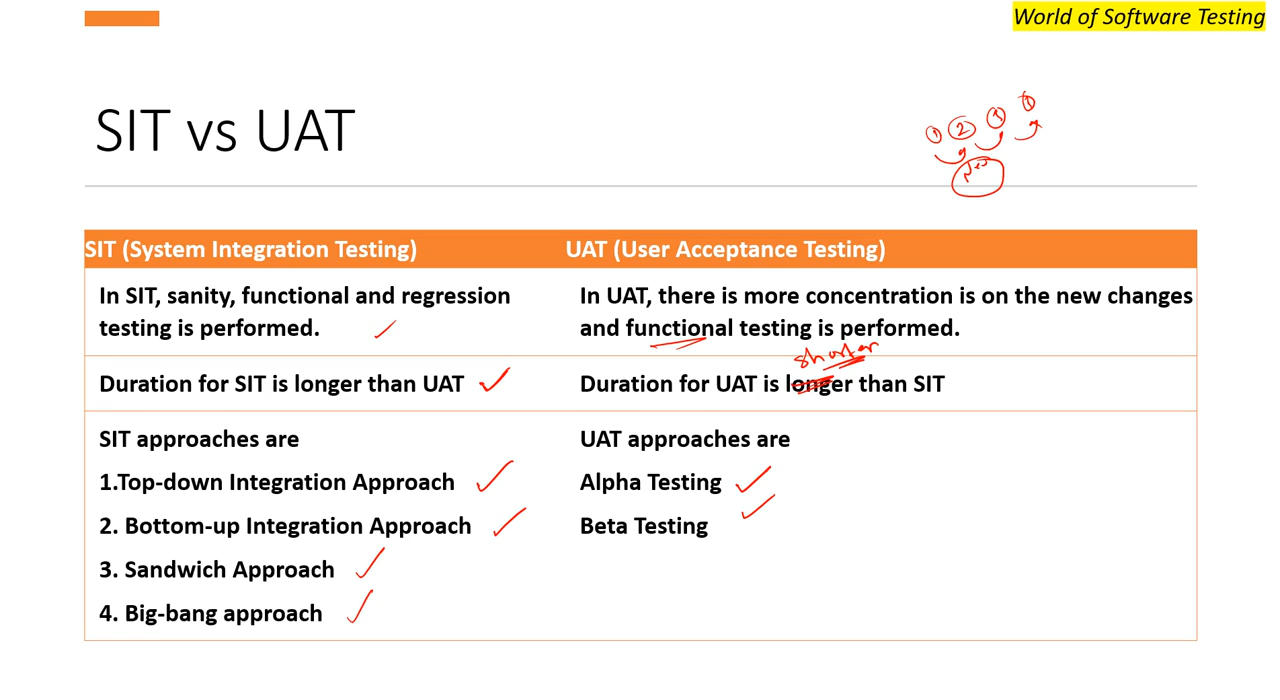 World of Software Testing
SIT vs UAT
1 2 3
SIT (System Integration Testing)
UAT (User Acceptance Testing)
In SIT, sanity, functional and regression
testing is performed.
In UAT, there is more concentration is on the new changes
and functional testing is performed.
shorter
Duration for SIT is longer than UAT
Duration for UAT is longer than SIT
SIT approaches are
1.Top-down Integration Approach
2. Bottom-up Integration Approach
3. Sandwich Approach
4. Big-bang approach
UAT approaches are
Alpha Testing
Beta Testing